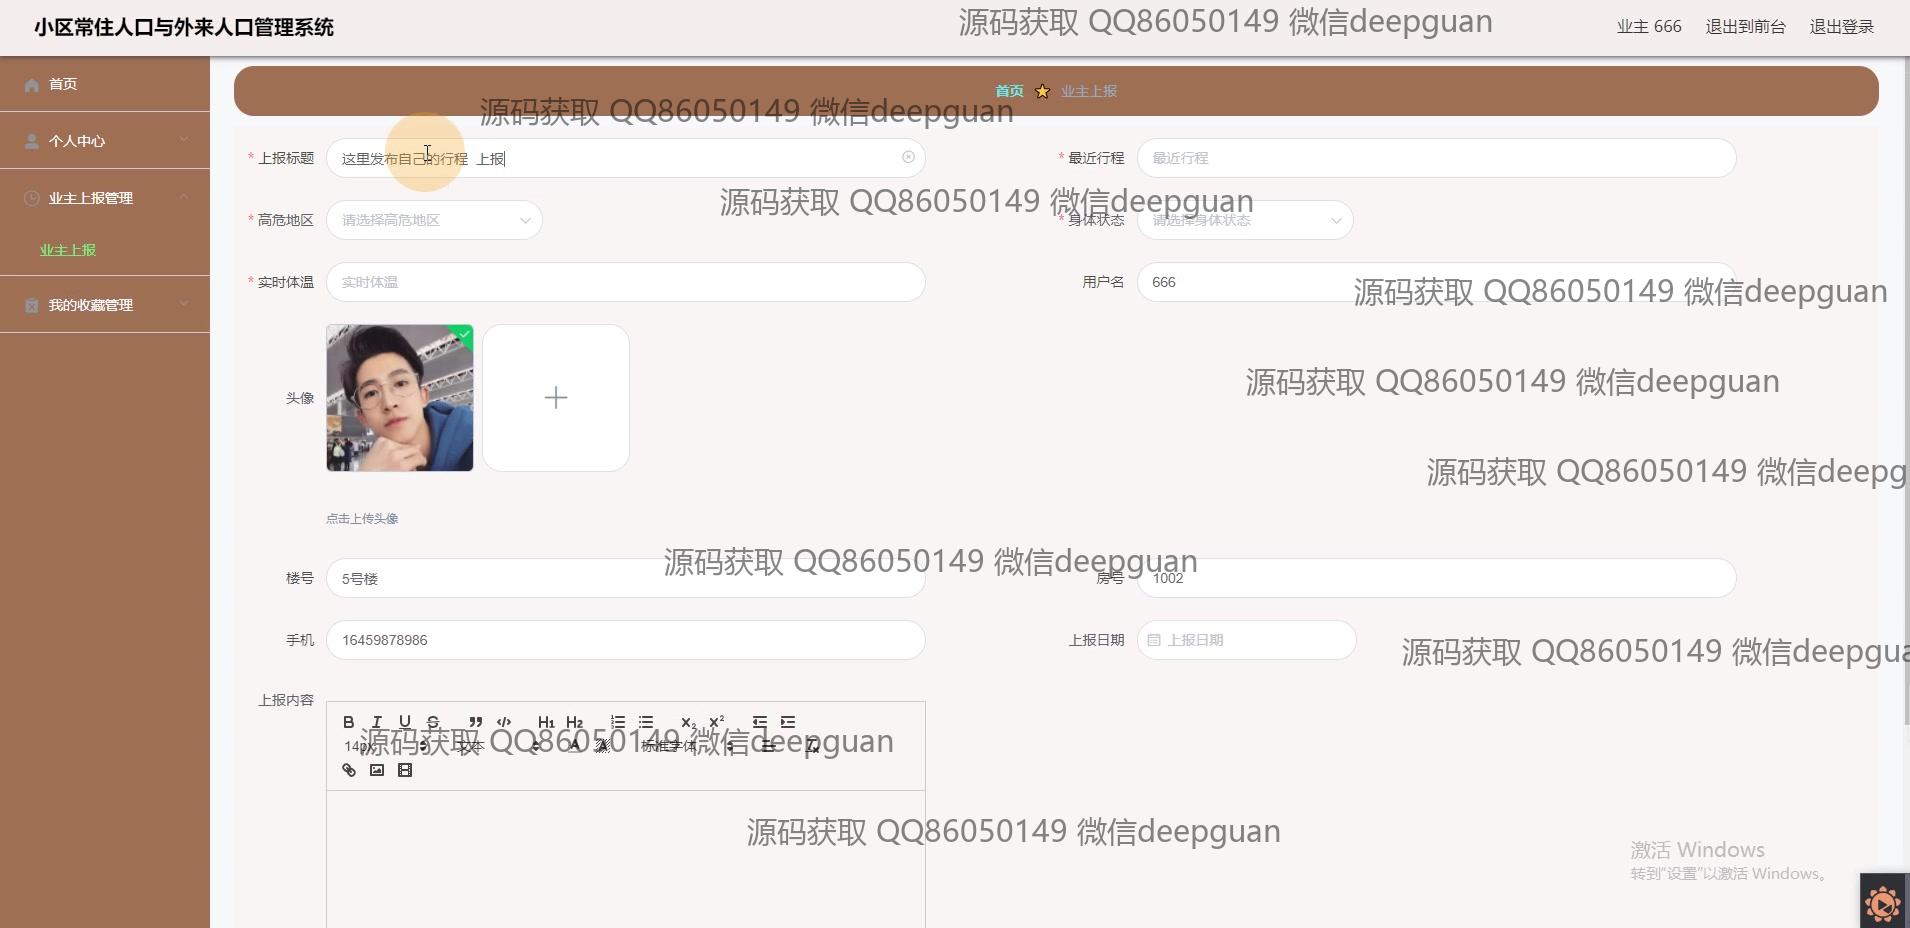 小区常住人口与外来人口管理系统
源码获取 QQ86050149 微信deepguan
业主 666
退出到前台
退出登录
首页
个人中心
业主上报管理
业主上报
我的收藏管理
首页 业主上报
源码获取 QQ86050149 微信deepguan
* 上报标题 这里发布自己的行程 上报
* 最近行程 最近行程
源码获取 QQ86050149 微信deepguan
* 高危地区 请选择高危地区
* 身体状态 请选择身体状态
* 实时体温 实时体温
用户名 666
源码获取 QQ86050149 微信deepguan
源码获取 QQ86050149 微信deepguan
头像
源码获取 QQ86050149 微信deepg
点击上传头像
源码获取 QQ86050149 微信deepguan
楼号 5号楼
房号 1002
手机 16459878986
上报日期 上报日期
源码获取 QQ86050149 微信deepgua
上报内容
B I U S H1 H2 X2 X2
14px 文本 A A 标准字体
源码获取 QQ86050149 微信deepguan
源码获取 QQ86050149 微信deepguan
激活 Windows
转到“设置”以激活 Windows。